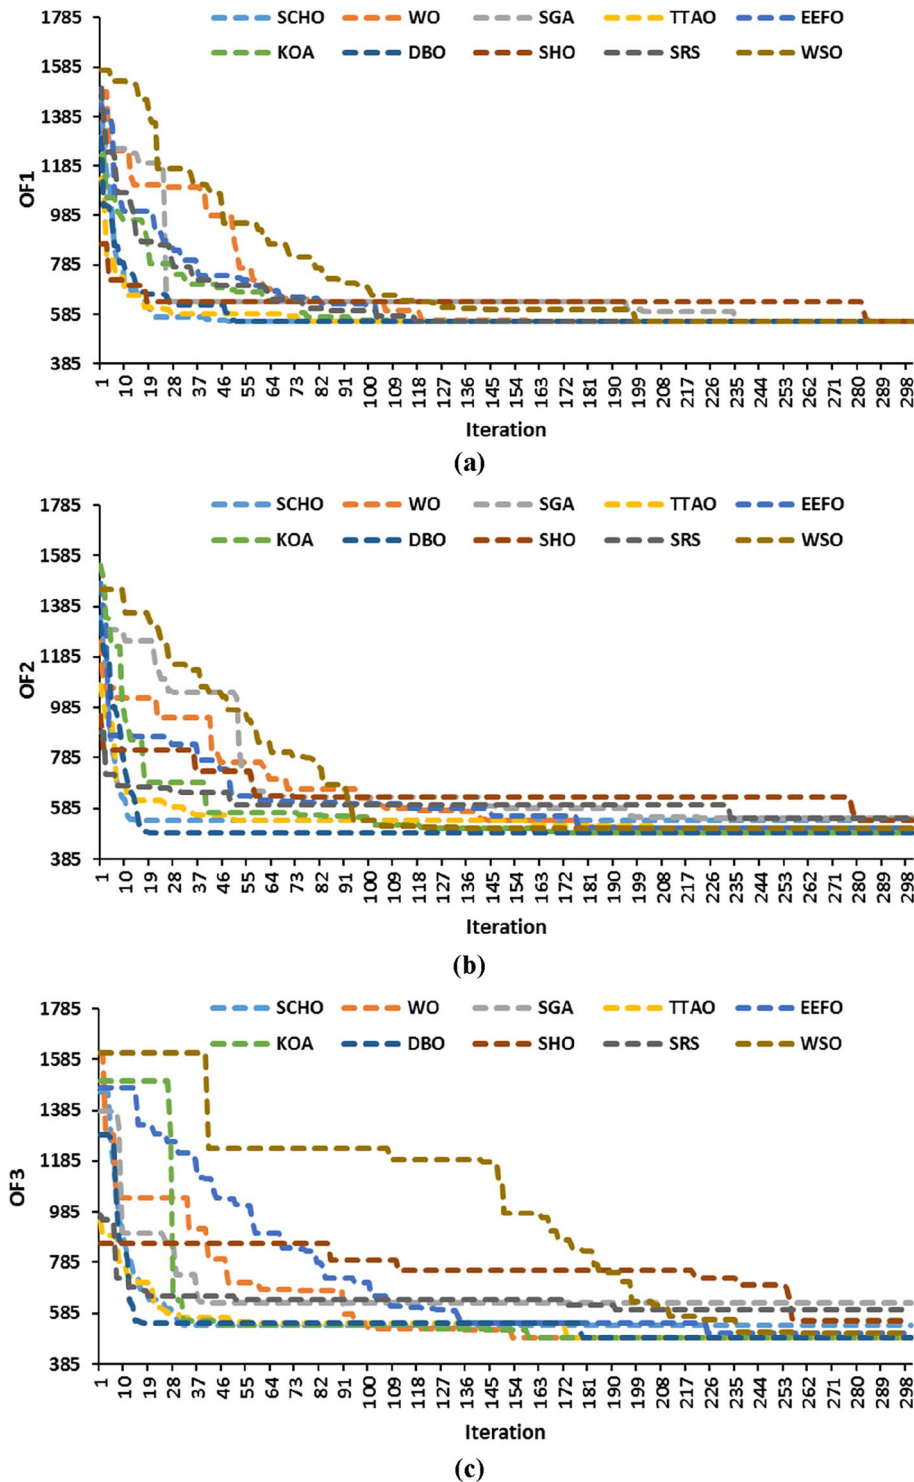 SCHO WO SGA TTAO EEFO
KOA DBO SHO SRS WSO
1785
1585
1385
1185
985
785
585
385
OF1
1 10 19 28 37 46 55 64 73 82 91 100 109 118 127 136 145 154 163 172 181 190 199 208 217 226 235 244 253 262 271 280 289 298
Iteration
(a)
SCHO WO SGA TTAO EEFO
KOA DBO SHO SRS WSO
1785
1585
1385
1185
985
785
585
385
OF2
1 10 19 28 37 46 55 64 73 82 91 100 109 118 127 136 145 154 163 172 181 190 199 208 217 226 235 244 253 262 271 280 289 298
Iteration
(b)
SCHO WO SGA TTAO EEFO
KOA DBO SHO SRS WSO
1785
1585
1385
1185
985
785
585
385
OF3
1 10 19 28 37 46 55 64 73 82 91 100 109 118 127 136 145 154 163 172 181 190 199 208 217 226 235 244 253 262 271 280 289 298
Iteration
(c)